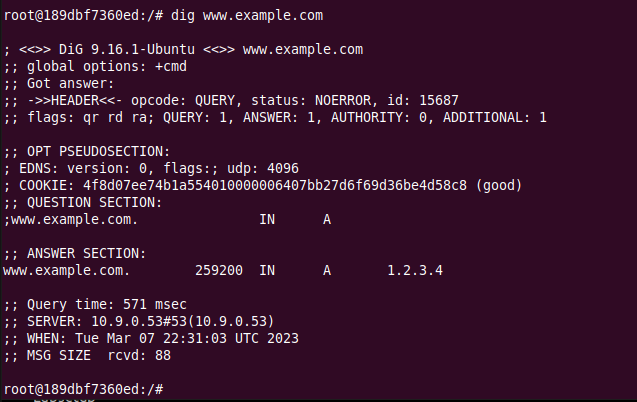 root@189dbf7360ed:/# dig www.example.com
; <<>> DiG 9.16.1-Ubuntu <<>> www.example.com
;; global options: +cmd
;; Got answer:
;; ->>HEADER<<- opcode: QUERY, status: NOERROR, id: 15687
;; flags: qr rd ra; QUERY: 1, ANSWER: 1, AUTHORITY: 0, ADDITIONAL: 1
;; OPT PSEUDOSECTION:
; EDNS: version: 0, flags:; udp: 4096
; COOKIE: 4f8d07ee74b1a554010000006407bb27d6f69d36be4d58c8 (good)
;; QUESTION SECTION:
;www.example.com. IN A
;; ANSWER SECTION:
www.example.com. 259200 IN A 1.2.3.4
;; Query time: 571 msec
;; SERVER: 10.9.0.53#53(10.9.0.53)
;; WHEN: Tue Mar 07 22:31:03 UTC 2023
;; MSG SIZE rcvd: 88
root@189dbf7360ed:/#